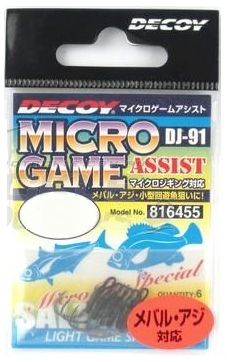 DECOY
DECOY マイクロゲームアシスト
MICRO DJ-91
GAME ASSIST
マイクロジギング対応
メバル・アジ・小型回遊魚狙いに!
Model No. 816455
Micro Special
QUANTITY:6
メバル・アジ
対応
LIGHT GAME